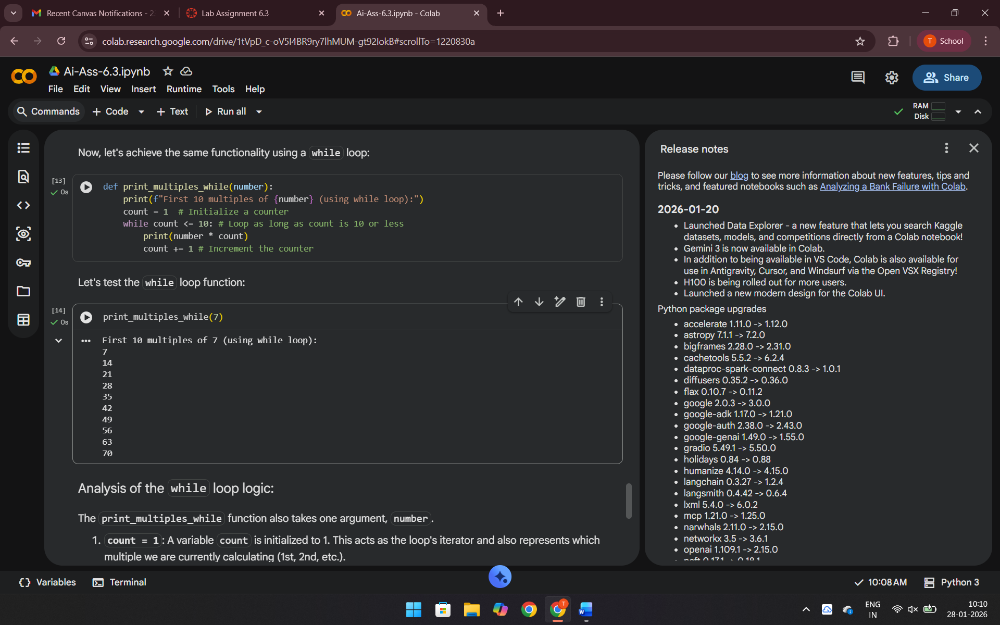 Recent Canvas Notifications - 2
Lab Assignment 6.3
Ai-Ass-6.3.ipynb - Colab
colab.research.google.com/drive/1tVpD_c-oV5I4BR9ry7lhMUM-gt92IokB#scrollTo=1220830a
T School
Ai-Ass-6.3.ipynb
File Edit View Insert Runtime Tools Help
Share
Commands + Code + Text Run all
RAM
Disk
Now, let's achieve the same functionality using a while loop:
[13]
0s
def print_multiples_while(number):
    print(f"First 10 multiples of {number} (using while loop):")
    count = 1  # Initialize a counter
    while count <= 10: # Loop as long as count is 10 or less
        print(number * count)
        count += 1 # Increment the counter
Let's test the while loop function:
[14]
0s
print_multiples_while(7)
First 10 multiples of 7 (using while loop):
7
14
21
28
35
42
49
56
63
70
Analysis of the while loop logic:
The print_multiples_while function also takes one argument, number.
1. count = 1: A variable count is initialized to 1. This acts as the loop's iterator and also represents which
multiple we are currently calculating (1st, 2nd, etc.).
Release notes
Please follow our blog to see more information about new features, tips and
tricks, and featured notebooks such as Analyzing a Bank Failure with Colab.
2026-01-20
• Launched Data Explorer - a new feature that lets you search Kaggle
datasets, models, and competitions directly from a Colab notebook!
• Gemini 3 is now available in Colab.
• In addition to being available in VS Code, Colab is also available for
use in Antigravity, Cursor, and Windsurf via the Open VSX Registry!
• H100 is being rolled out for more users.
• Launched a new modern design for the Colab UI.
Python package upgrades
• accelerate 1.11.0 -> 1.12.0
• astropy 7.1.1 -> 7.2.0
• bigframes 2.28.0 -> 2.31.0
• cachetools 5.5.2 -> 6.2.4
• dataproc-spark-connect 0.8.3 -> 1.0.1
• diffusers 0.35.2 -> 0.36.0
• flax 0.10.7 -> 0.11.2
• google 2.0.3 -> 3.0.0
• google-adk 1.17.0 -> 1.21.0
• google-auth 2.38.0 -> 2.43.0
• google-genai 1.49.0 -> 1.55.0
• gradio 5.49.1 -> 5.50.0
• holidays 0.84 -> 0.88
• humanize 4.14.0 -> 4.15.0
• langchain 0.3.27 -> 1.2.4
• langsmith 0.4.42 -> 0.6.4
• lxml 5.4.0 -> 6.0.2
• mcp 1.21.0 -> 1.25.0
• narwhals 2.11.0 -> 2.15.0
• networkx 3.5 -> 3.6.1
• openai 1.109.1 -> 2.15.0
• peft 0.17.1 -> 0.18.1
Variables Terminal
10:08 AM Python 3
ENG
IN
10:10
28-01-2026